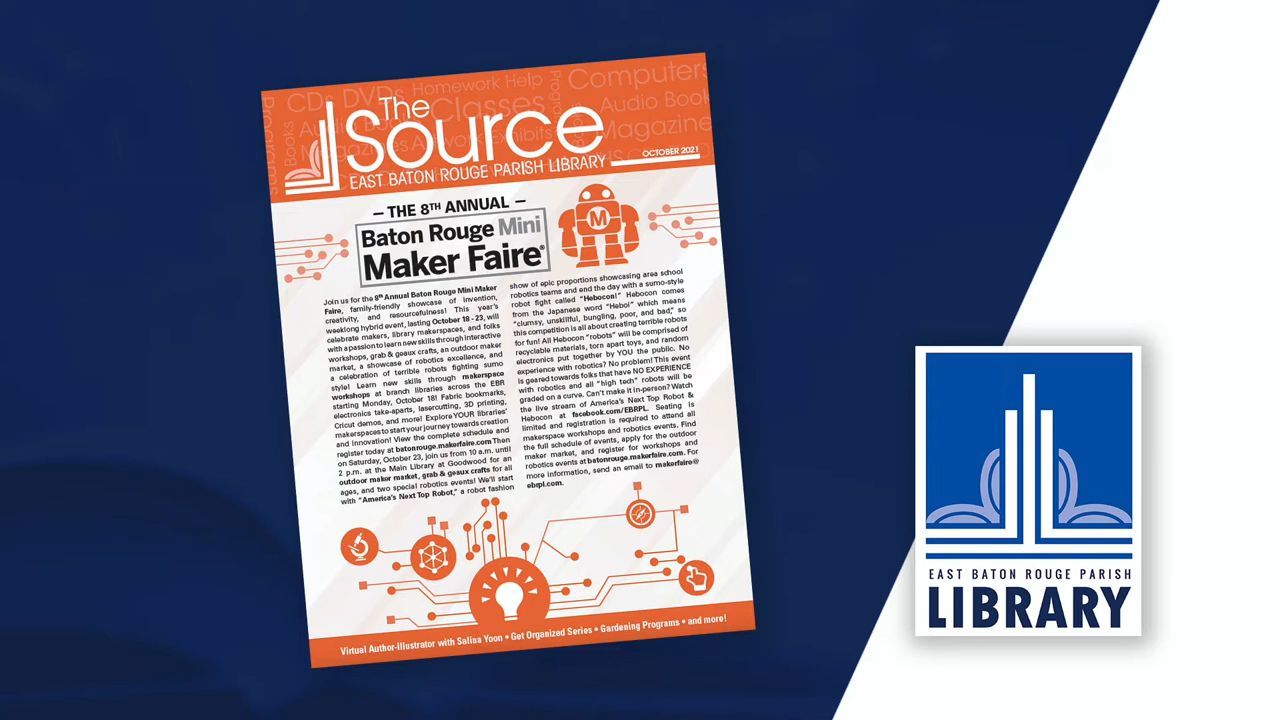 CDs DVDs Homework Help Computers
Classes
Audio Book
Books
Magazine
Magazines Artwork Exhibits
The
Source
EAST BATON ROUGE PARISH LIBRARY
OCTOBER 2021
– THE 8TH ANNUAL –
Baton Rouge Mini
Maker Faire®
M
Join us for the 8th Annual Baton Rouge Mini Maker
Faire, family-friendly showcase of invention,
creativity, and resourcefulness! This year's
weeklong hybrid event, lasting October 18 - 23, will
celebrate makers, library makerspaces, and folks
with a passion to learn new skills through interactive
workshops, grab & geaux crafts, an outdoor maker
market, a showcase of robotics excellence, and
a celebration of terrible robots fighting sumo
style! Learn new skills through makerspace
workshops at branch libraries across the EBR
starting Monday, October 18! Fabric bookmarks,
electronics take-aparts, lasercutting, 3D printing,
Cricut demos, and more! Explore YOUR libraries'
makerspaces to start your journey towards creation
and innovation! View the complete schedule and
register today at batonrouge.makerfaire.com Then
on Saturday, October 23, join us from 10 a.m. until
2 p.m. at the Main Library at Goodwood for an
outdoor maker market, grab & geaux crafts for all
ages, and two special robotics events! We'll start
with "America's Next Top Robot," a robot fashion
show of epic proportions showcasing area school
robotics teams and end the day with a sumo-style
robot fight called "Hebocon!" Hebocon comes
from the Japanese word "Heboi" which means
"clumsy, unskillful, bungling, poor, and bad," so
this competition is all about creating terrible robots
for fun! All Hebocon "robots" will be comprised of
recyclable materials, torn apart toys, and random
electronics put together by YOU the public. No
experience with robotics? No problem! This event
is geared towards folks that have NO EXPERIENCE
with robotics and all "high tech" robots will be
graded on a curve. Can't make it in-person? Watch
the live stream of America's Next Top Robot &
Hebocon at facebook.com/EBRPL. Seating is
limited and registration is required to attend all
makerspace workshops and robotics events. Find
the full schedule of events, apply for the outdoor
maker market, and register for workshops and
robotics events at batonrouge.makerfaire.com. For
more information, send an email to makerfaire@
ebrpl.com.
Virtual Author-Illustrator with Salina Yoon • Get Organized Series • Gardening Programs • and more!
EAST BATON ROUGE PARISH
LIBRARY